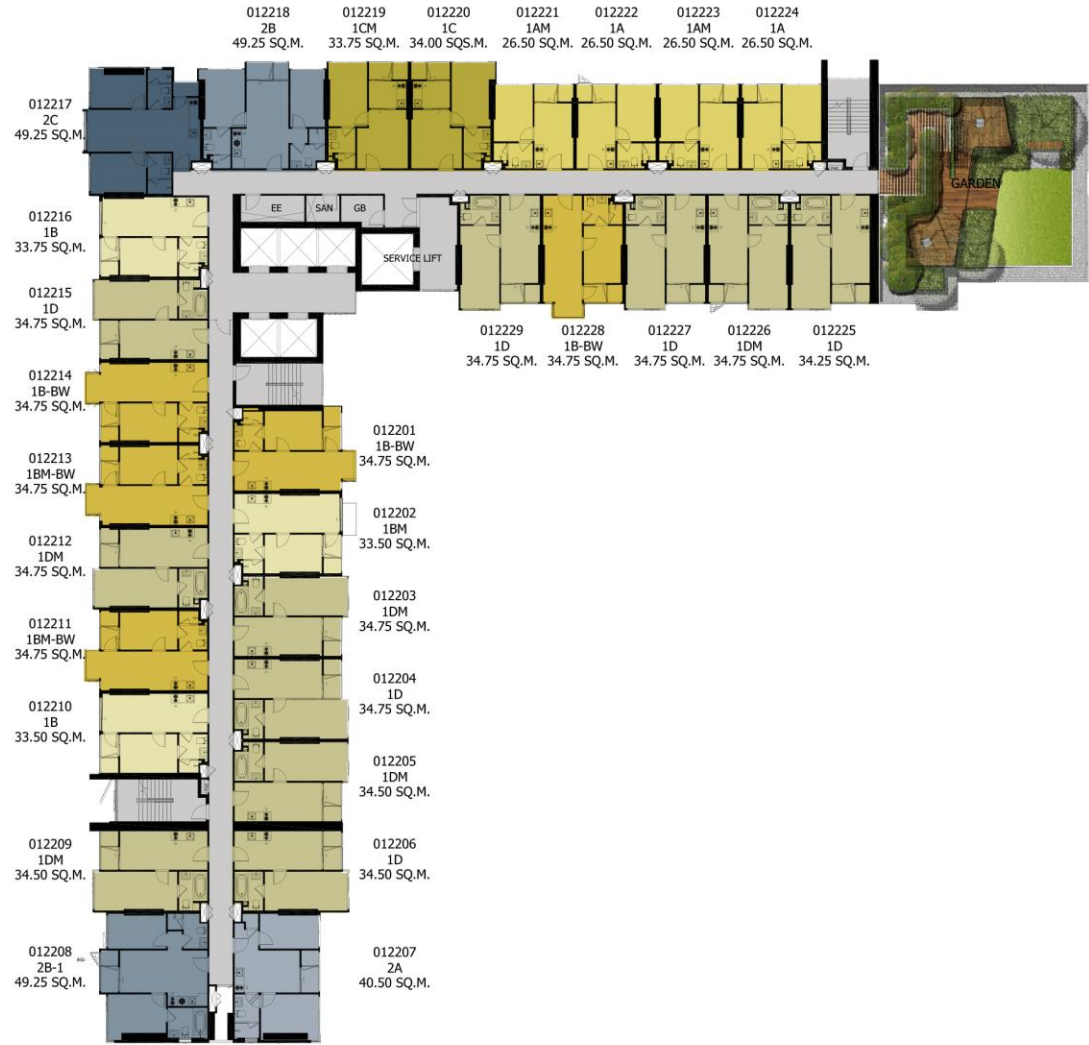 012218
2B
49.25 SQ.M.
012219
1CM
33.75 SQ.M.
012220
1C
34.00 SQS.M.
012221
1AM
26.50 SQ.M.
012222
1A
26.50 SQ.M.
012223
1AM
26.50 SQ.M.
012224
1A
26.50 SQ.M.
012217
2C
49.25 SQ.M.
GARDEN
EE
SAN
GB
SERVICE LIFT
012216
1B
33.75 SQ.M.
012215
1D
34.75 SQ.M.
012229
1D
34.75 SQ.M.
012228
1B-BW
34.75 SQ.M.
012227
1D
34.75 SQ.M.
012226
1DM
34.75 SQ.M.
012225
1D
34.25 SQ.M.
012214
1B-BW
34.75 SQ.M.
012201
1B-BW
34.75 SQ.M.
012213
1BM-BW
34.75 SQ.M.
012202
1BM
33.50 SQ.M.
012212
1DM
34.75 SQ.M.
012203
1DM
34.75 SQ.M.
012211
1BM-BW
34.75 SQ.M.
012204
1D
34.75 SQ.M.
012210
1B
33.50 SQ.M.
012205
1DM
34.50 SQ.M.
012209
1DM
34.50 SQ.M.
012206
1D
34.50 SQ.M.
012208
2B-1
49.25 SQ.M.
012207
2A
40.50 SQ.M.